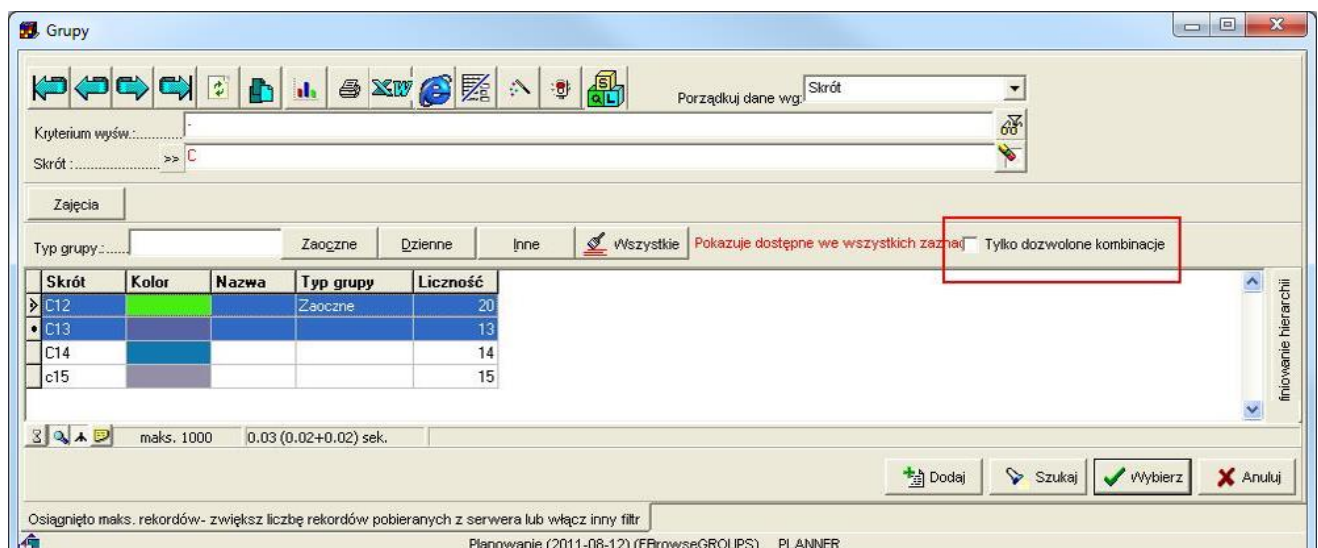 Grupy
Porządkuj dane wg: Skrót
Kryterium wyśw.:............ -
Skrót :...................... >> C
Zajęcia
Typ grupy.:...... Zaoczne Dzienne Inne Wszystkie Pokazuje dostępne we wszystkich zaznac Tylko dozwolone kombinacje
Skrót Kolor Nazwa Typ grupy Liczność
C12 Zaoczne 20
C13 13
C14 14
c15 15
finiowanie hierarchii
maks. 1000 0.03 (0.02+0.02) sek.
Dodaj Szukaj Wybierz Anuluj
Osiągnięto maks. rekordów- zwiększ liczbę rekordów pobieranych z serwera lub włącz inny filtr
Planowanie (2011-08-12) (FBrowseGROUPS) PLANNER